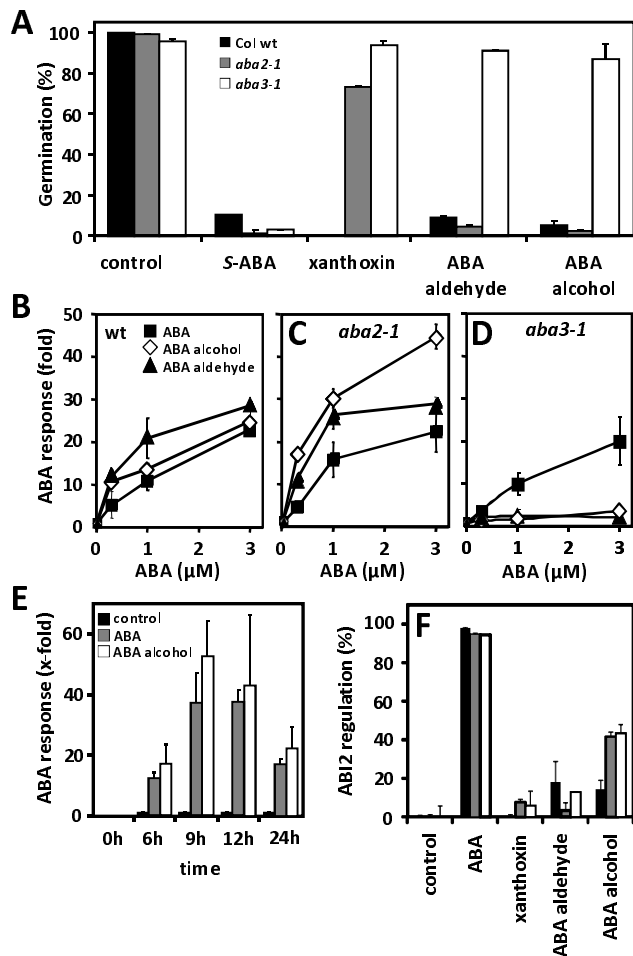 A
Germination (%)
100
80
60
40
20
0
Col wt
aba2-1
aba3-1
control
S-ABA
xanthoxin
ABA
aldehyde
ABA
alcohol
B
ABA response (fold)
50
40
30
20
10
0
wt
ABA
ABA alcohol
ABA aldehyde
0 1 3
ABA (µM)
C
aba2-1
0 1 3
ABA (µM)
D
aba3-1
0 1 3
ABA (µM)
E
ABA response (x-fold)
60
40
20
0
control
ABA
ABA alcohol
0h 6h 9h 12h 24h
time
F
ABI2 regulation (%)
100
80
60
40
20
0
control
ABA
xanthoxin
ABA aldehyde
ABA alcohol